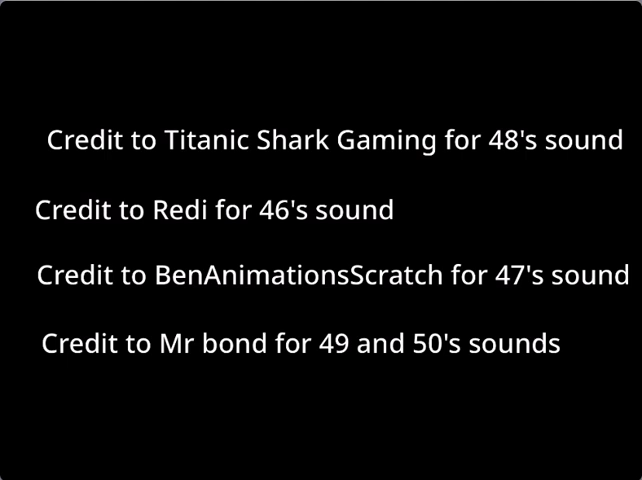 Credit to Titanic Shark Gaming for 48's sound
Credit to Redi for 46's sound
Credit to BenAnimationsScratch for 47's sound
Credit to Mr bond for 49 and 50's sounds